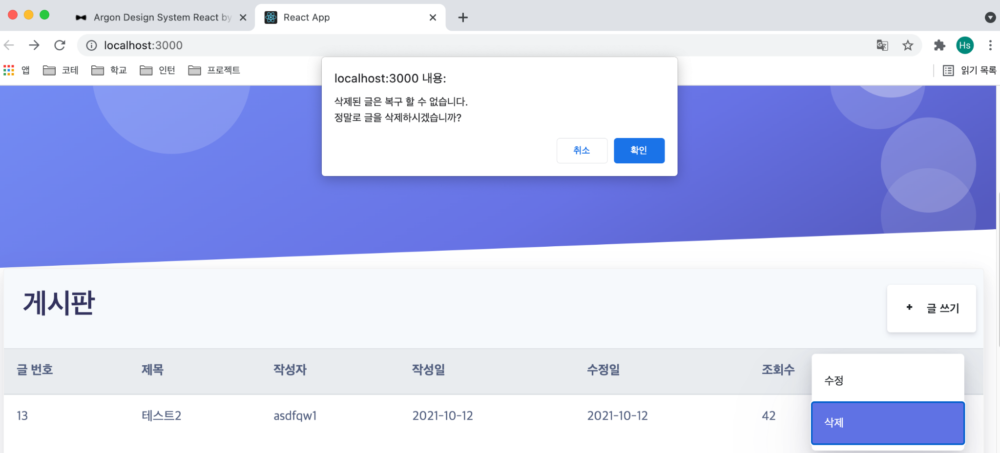 Argon Design System React by
React App
localhost:3000
Hs
앱
코테
학교
인턴
프로젝트
읽기 목록
localhost:3000 내용:
삭제된 글은 복구 할 수 없습니다.
정말로 글을 삭제하시겠습니까?
취소
확인
게시판
+ 글 쓰기
글 번호 제목 작성자 작성일 수정일 조회수
수정
13 테스트2 asdfqw1 2021-10-12 2021-10-12 42
삭제